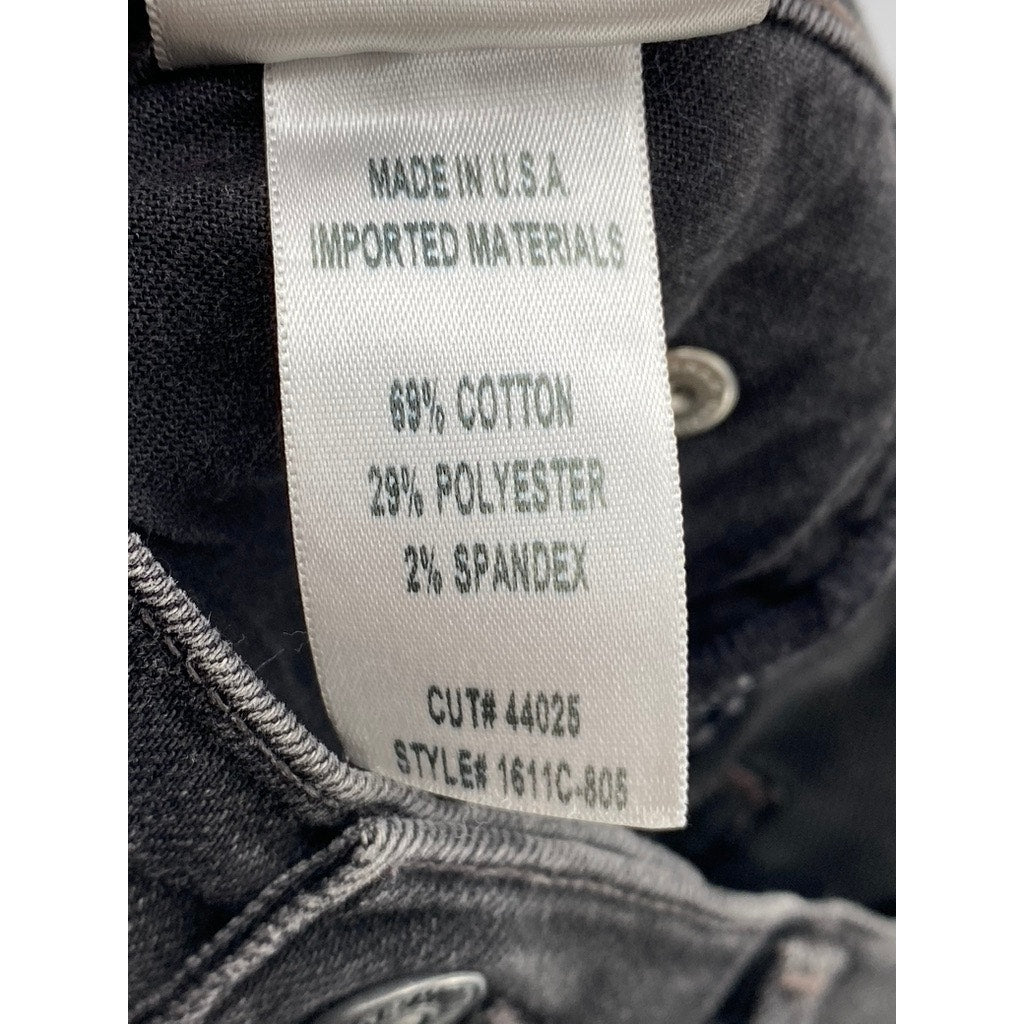 MADE IN U.S.A.
IMPORTED MATERIALS
69% COTTON
29% POLYESTER
2% SPANDEX
CUT# 44025
STYLE# 1611C-805